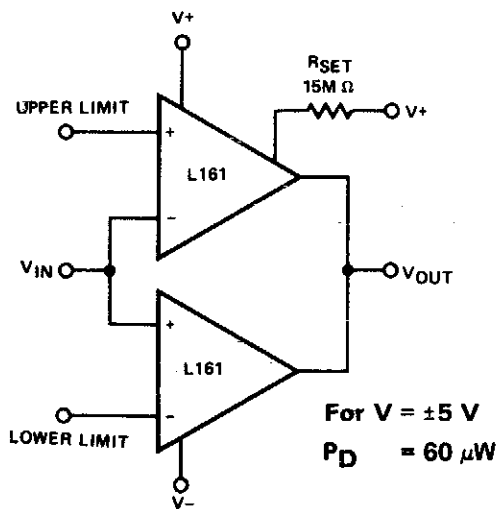 V+
RSET
15M Ω
V+
UPPER LIMIT
+
L161
−
VIN
VOUT
+
L161
−
LOWER LIMIT
V−
For V = ±5 V
PD = 60 μW